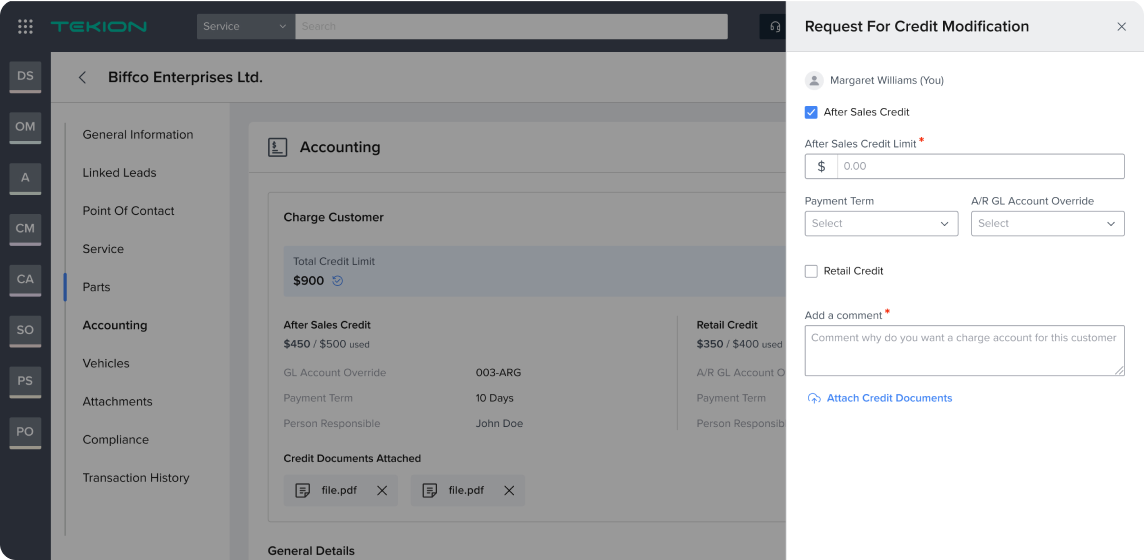 TEKION
Service
Search
DS
OM
A
CM
CA
SO
PS
PO
Biffco Enterprises Ltd.
General Information
Linked Leads
Point Of Contact
Service
Parts
Accounting
Vehicles
Attachments
Compliance
Transaction History
Accounting
Charge Customer
Total Credit Limit
$900
After Sales Credit
$450 / $500 used
GL Account Override 003-ARG
Payment Term 10 Days
Person Responsible John Doe
Retail Credit
$350 / $400 used
A/R GL Account O
Payment Term
Person Responsib
Credit Documents Attached
file.pdf
file.pdf
General Details
Request For Credit Modification
Margaret Williams (You)
After Sales Credit
After Sales Credit Limit *
$ 0.00
Payment Term A/R GL Account Override
Select Select
Retail Credit
Add a comment *
Comment why do you want a charge account for this customer
Attach Credit Documents